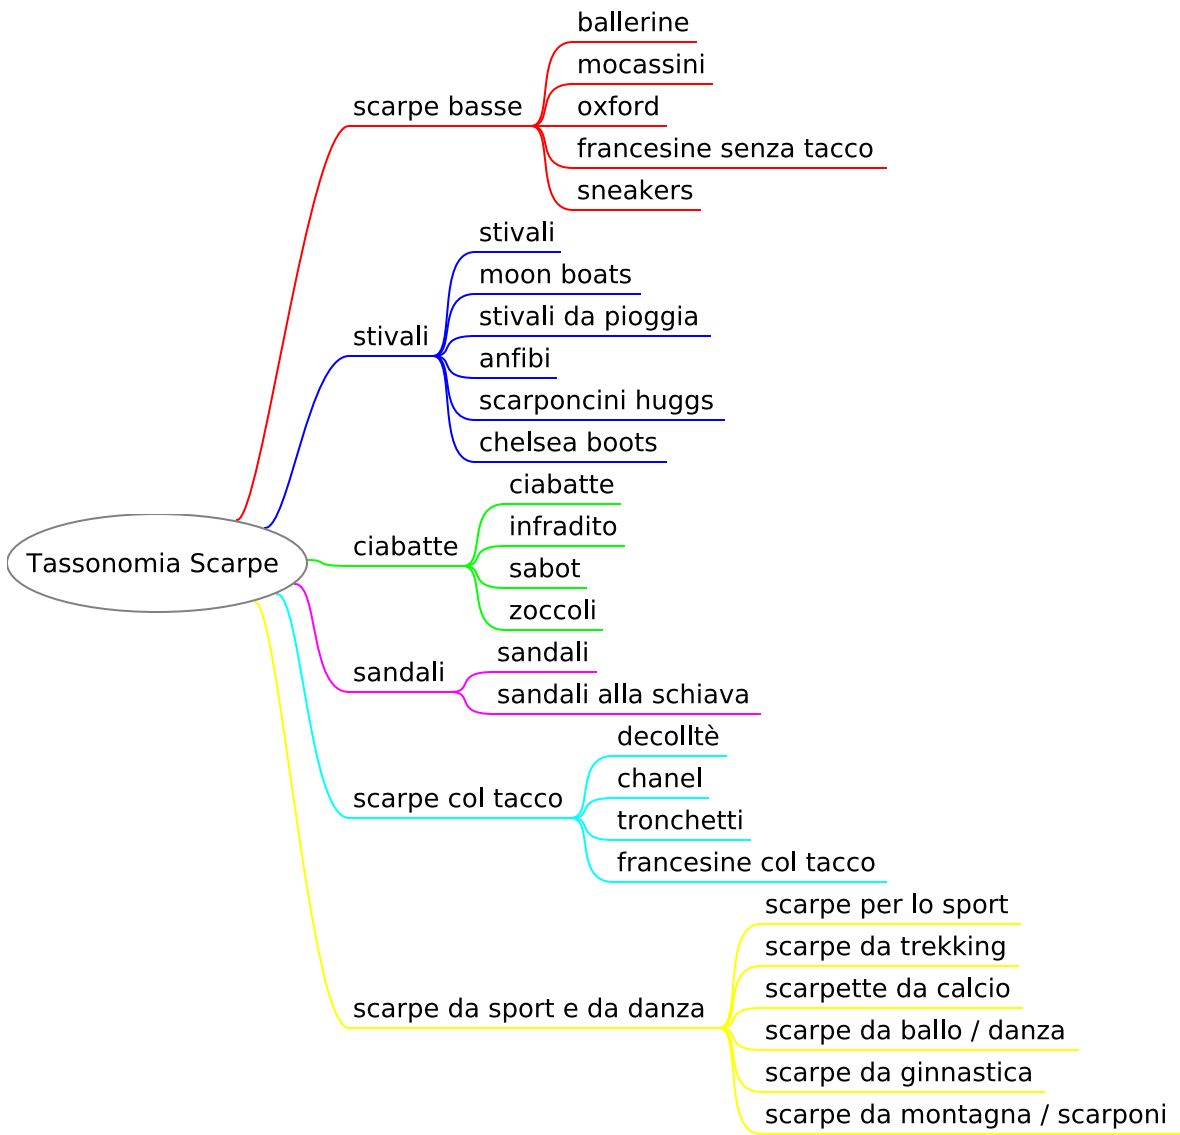 ballerine
mocassini
scarpe basse
oxford
francesine senza tacco
sneakers
stivali
moon boats
stivali da pioggia
stivali
anfibi
scarponcini huggs
chelsea boots
ciabatte
infradito
ciabatte
sabot
zoccoli
Tassonomia Scarpe
sandali
sandali
sandali alla schiava
decolltè
chanel
scarpe col tacco
tronchetti
francesine col tacco
scarpe per lo sport
scarpe da trekking
scarpette da calcio
scarpe da sport e da danza
scarpe da ballo / danza
scarpe da ginnastica
scarpe da montagna / scarponi